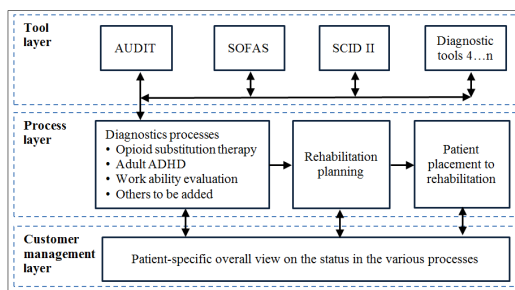 Tool
layer
AUDIT
SOFAS
SCID II
Diagnostic
tools 4…n
Process
layer
Diagnostics processes
• Opioid substitution therapy
• Adult ADHD
• Work ability evaluation
• Others to be added
Rehabilitation
planning
Patient
placement to
rehabilitation
Customer
management
layer
Patient-specific overall view on the status in the various processes